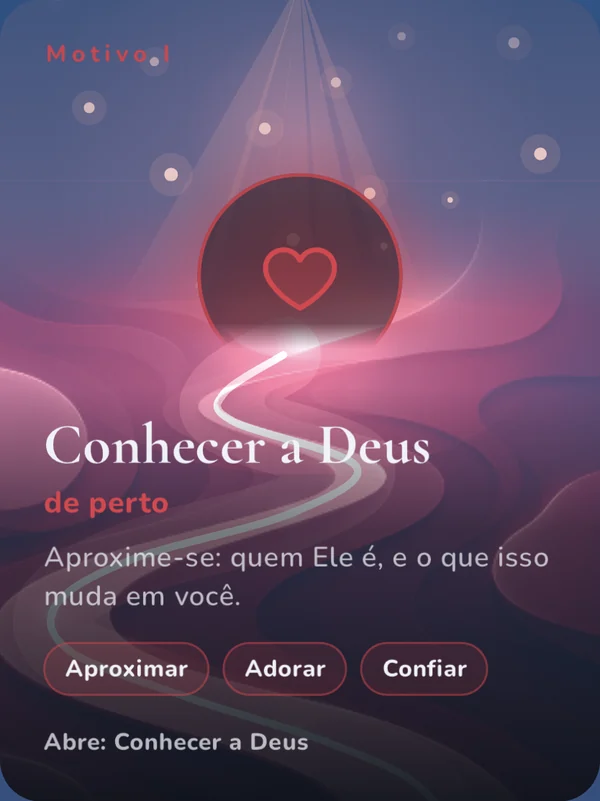 Motivo I
Conhecer a Deus
de perto
Aproxime-se: quem Ele é, e o que isso
muda em você.
Aproximar
Adorar
Confiar
Abre: Conhecer a Deus